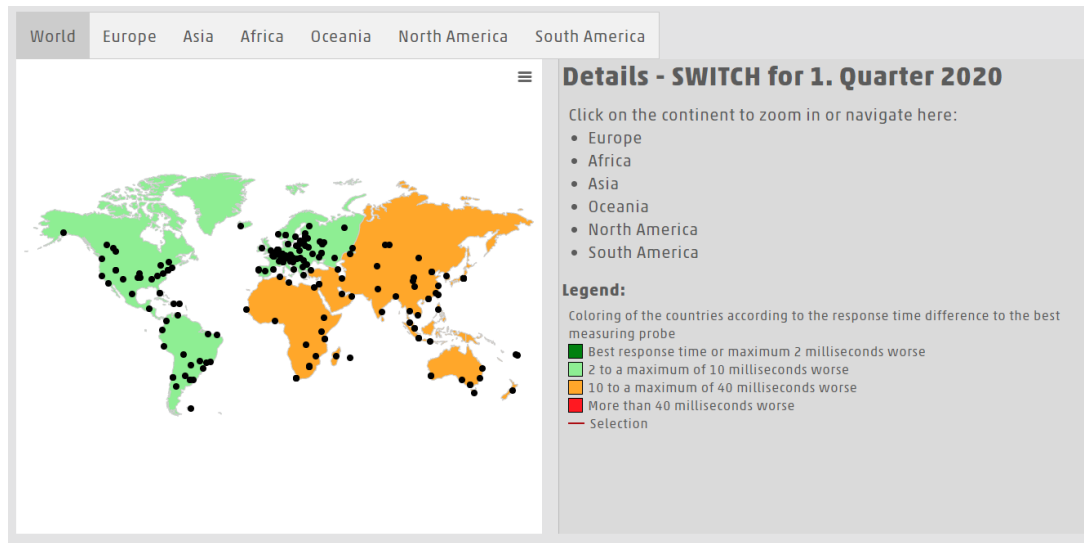 World Europe Asia Africa Oceania North America South America
Details - SWITCH for 1. Quarter 2020
Click on the continent to zoom in or navigate here:
Europe
Africa
Asia
Oceania
North America
South America
Legend:
Coloring of the countries according to the response time difference to the best
measuring probe
Best response time or maximum 2 milliseconds worse
2 to a maximum of 10 milliseconds worse
10 to a maximum of 40 milliseconds worse
More than 40 milliseconds worse
Selection